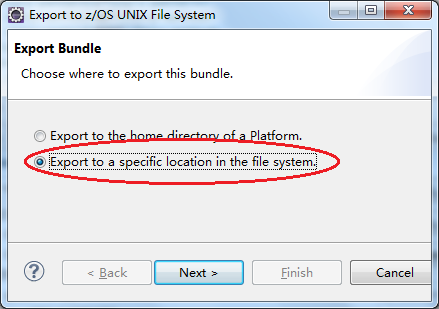 Export to z/OS UNIX File System
Export Bundle
Choose where to export this bundle.
Export to the home directory of a Platform.
Export to a specific location in the file system.
? < Back Next > Finish Cancel